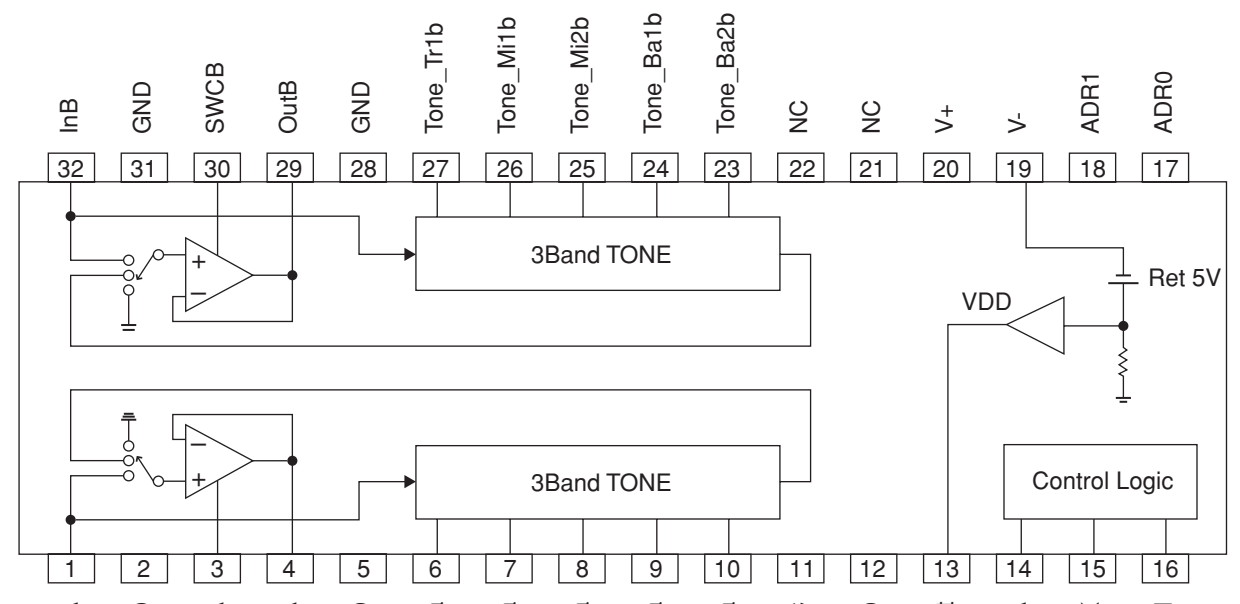 InB
GND
SWCB
OutB
GND
Tone_Tr1b
Tone_Mi1b
Tone_Mi2b
Tone_Ba1b
Tone_Ba2b
NC
NC
V+
V-
ADR1
ADR0
32 31 30 29 28 27 26 25 24 23 22 21 20 19 18 17
3Band TONE
+
−
Ret 5V
VDD
−
+
3Band TONE
Control Logic
1 2 3 4 5 6 7 8 9 10 11 12 13 14 15 16